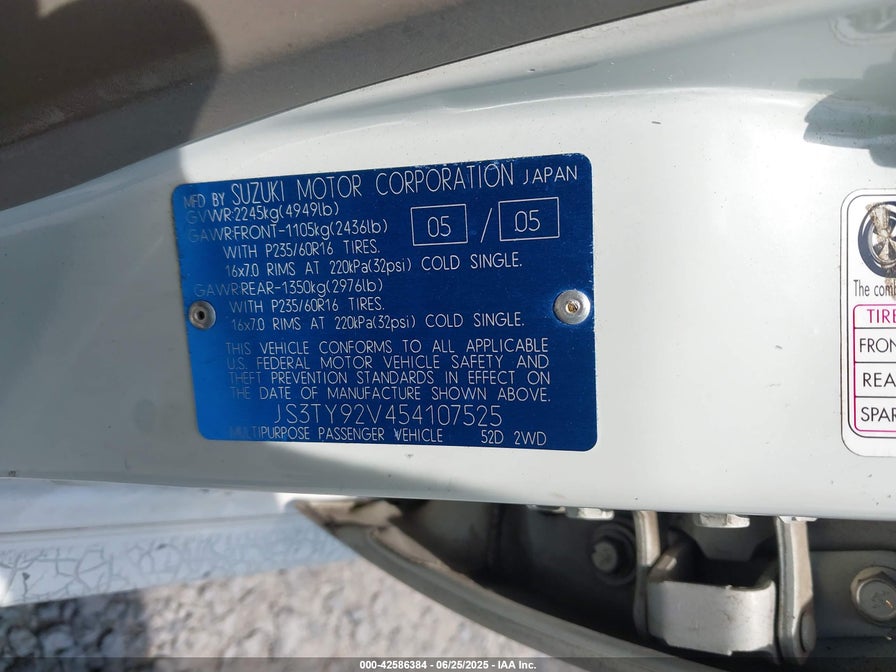 MFD BY SUZUKI MOTOR CORPORATION JAPAN
GVWR:2245kg(4949lb)
GAWR:FRONT-1105kg(2436lb)
05 / 05
WITH P235/60R16 TIRES.
16x7.0 RIMS AT 220kPa(32psi) COLD SINGLE.
GAWR:REAR-1350kg(2976lb)
WITH P235/60R16 TIRES.
16x7.0 RIMS AT 220kPa(32psi) COLD SINGLE.
THIS VEHICLE CONFORMS TO ALL APPLICABLE
U.S. FEDERAL MOTOR VEHICLE SAFETY AND
THEFT PREVENTION STANDARDS IN EFFECT ON
THE DATE OF MANUFACTURE SHOWN ABOVE.
JS3TY92V454107525
MULTIPURPOSE PASSENGER VEHICLE 52D 2WD
The
TIRE
FRON
REA
SPAR
000-42586384 - 06/25/2025 - IAA Inc.